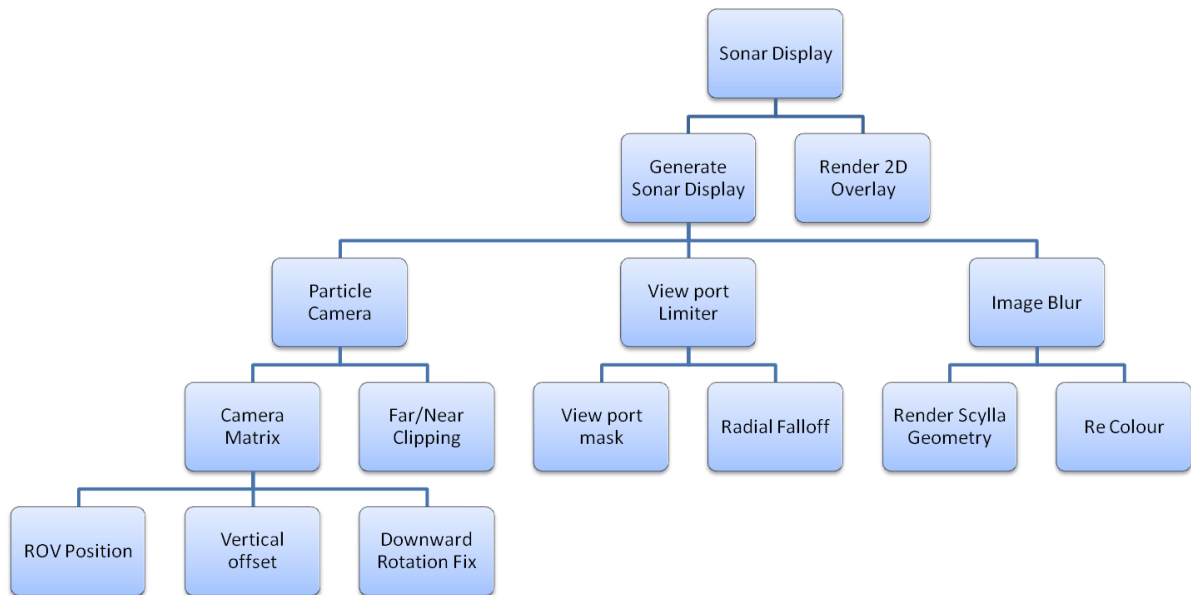 Sonar Display
Generate
Sonar Display
Render 2D
Overlay
Particle
Camera
View port
Limiter
Image Blur
Camera
Matrix
Far/Near
Clipping
View port
mask
Radial Falloff
Render Scylla
Geometry
Re Colour
ROV Position
Vertical
offset
Downward
Rotation Fix